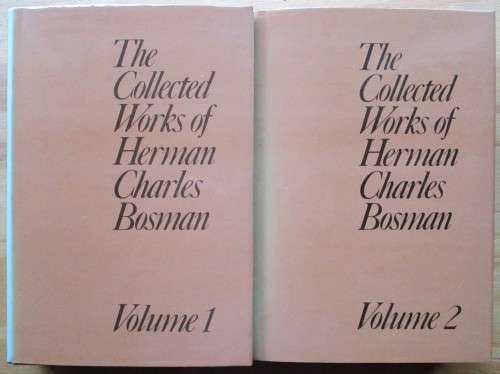 The
Collected
Works of
Herman
Charles
Bosman
Volume 1
The
Collected
Works of
Herman
Charles
Bosman
Volume 2